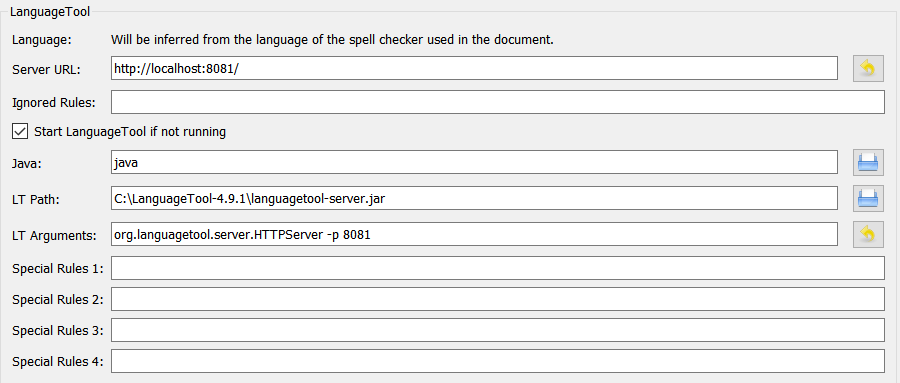 LanguageTool
Language: Will be inferred from the language of the spell checker used in the document.
Server URL: http://localhost:8081/
Ignored Rules:
Start LanguageTool if not running
Java: java
LT Path: C:\LanguageTool-4.9.1\languagetool-server.jar
LT Arguments: org.languagetool.server.HTTPServer -p 8081
Special Rules 1:
Special Rules 2:
Special Rules 3:
Special Rules 4: